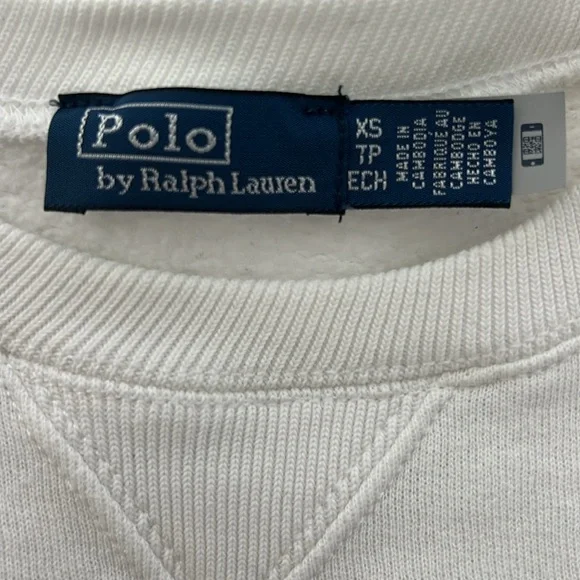 Polo
by Ralph Lauren
XS
TP
ECH
MADE IN
CAMBODIA
FABRIQUE AU
CAMBODGE
HECHO EN
CAMBOYA